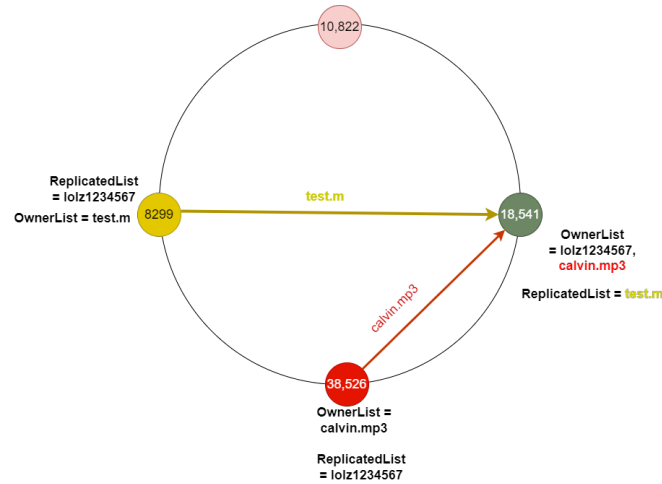 10,822
ReplicatedList
= lolz1234567
OwnerList = test.m
8299
test.m
18,541
OwnerList
= lolz1234567,
calvin.mp3
ReplicatedList = test.m
calvin.mp3
38,526
OwnerList =
calvin.mp3
ReplicatedList
= lolz1234567